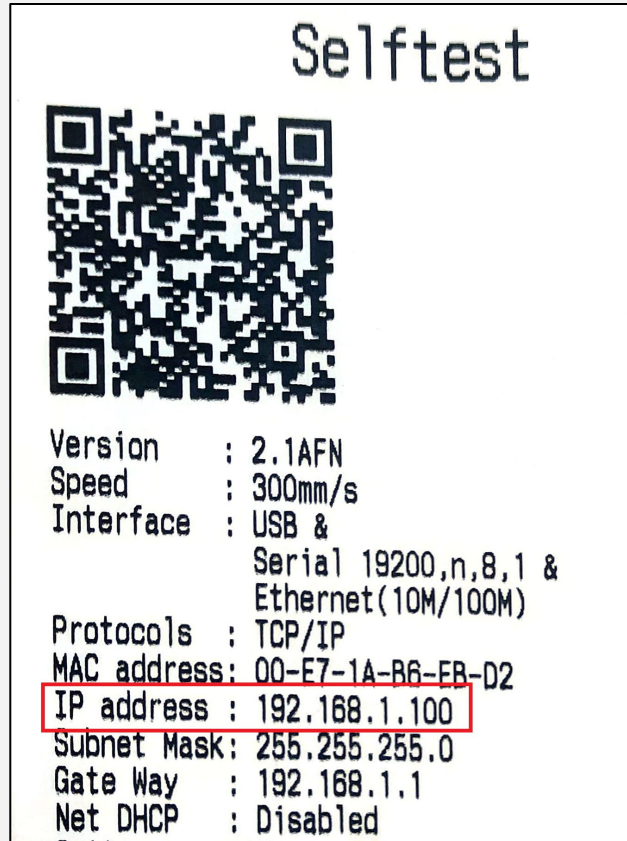 Selftest
Version : 2.1AFN
Speed : 300mm/s
Interface : USB &
Serial 19200,n,8,1 &
Ethernet(10M/100M)
Protocols : TCP/IP
MAC address: 00-E7-1A-B6-EB-D2
IP address : 192.168.1.100
Subnet Mask: 255.255.255.0
Gate Way : 192.168.1.1
Net DHCP : Disabled